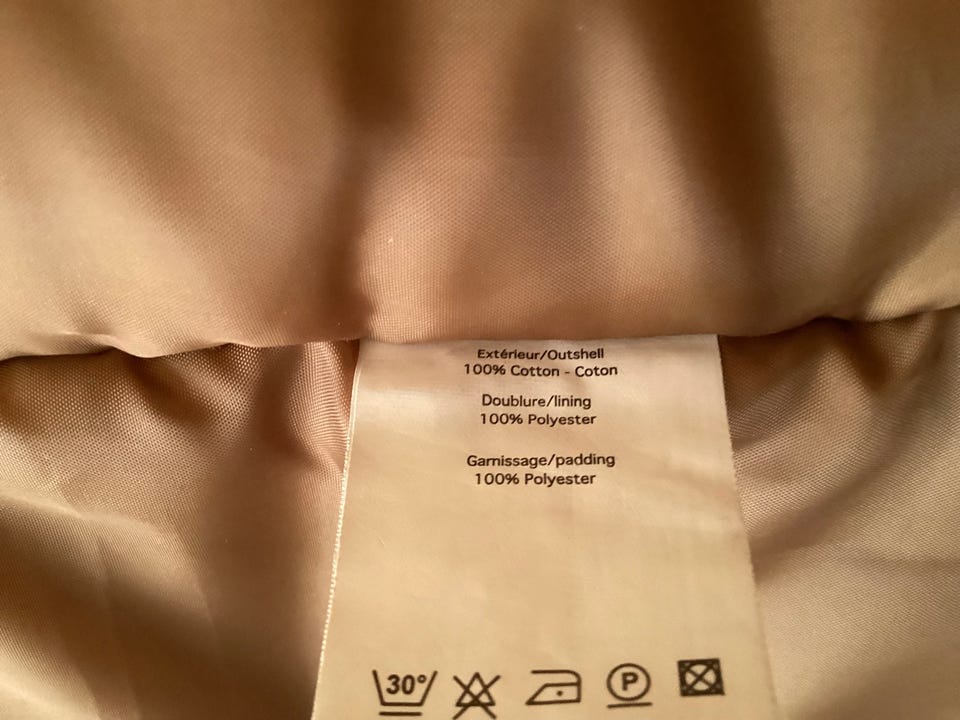 Extérieur/Outshell
100% Cotton - Coton
Doublure/lining
100% Polyester
Garnissage/padding
100% Polyester
30° P